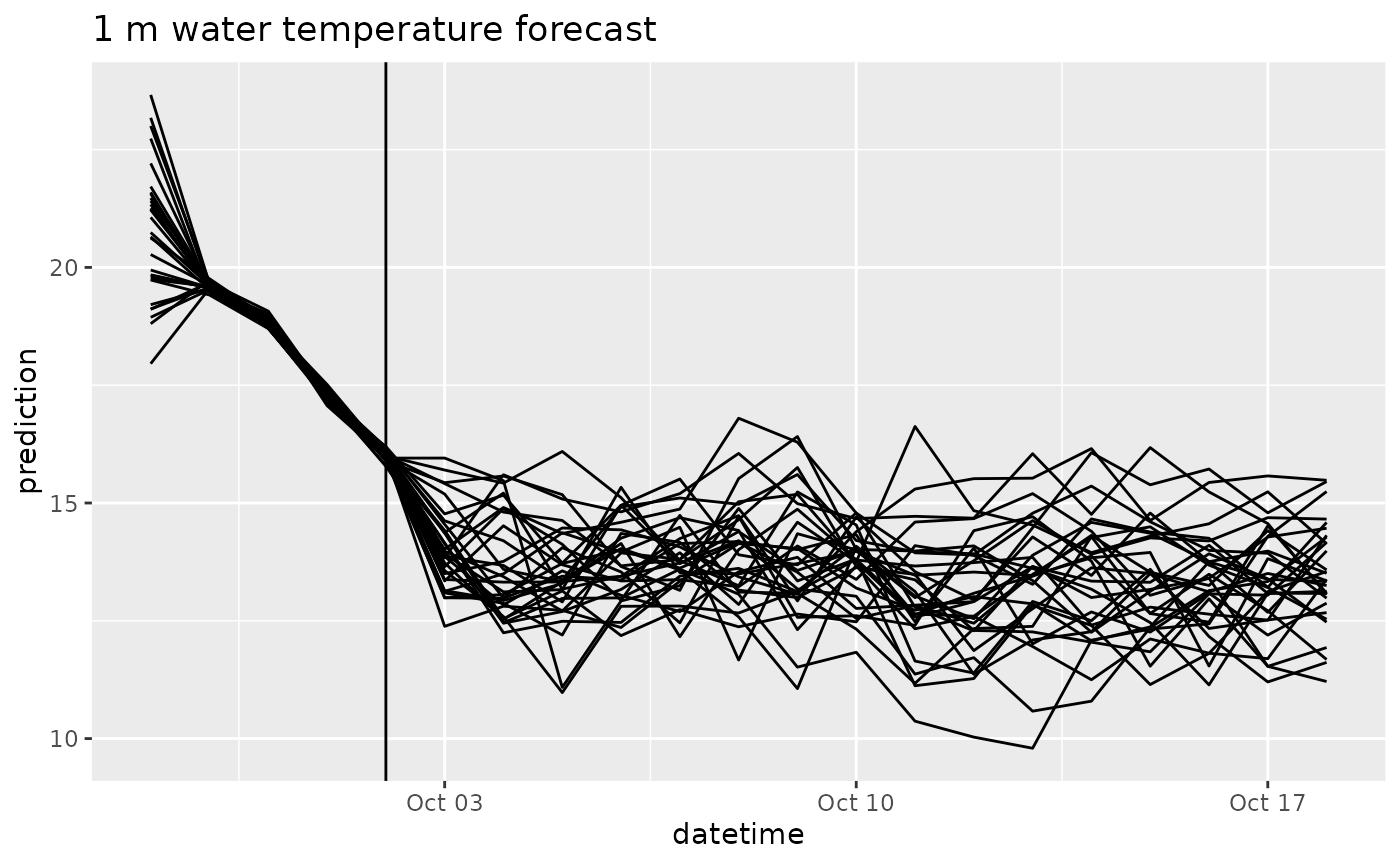 1 m water temperature forecast
prediction
20
15
10
Oct 03
Oct 10
Oct 17
datetime